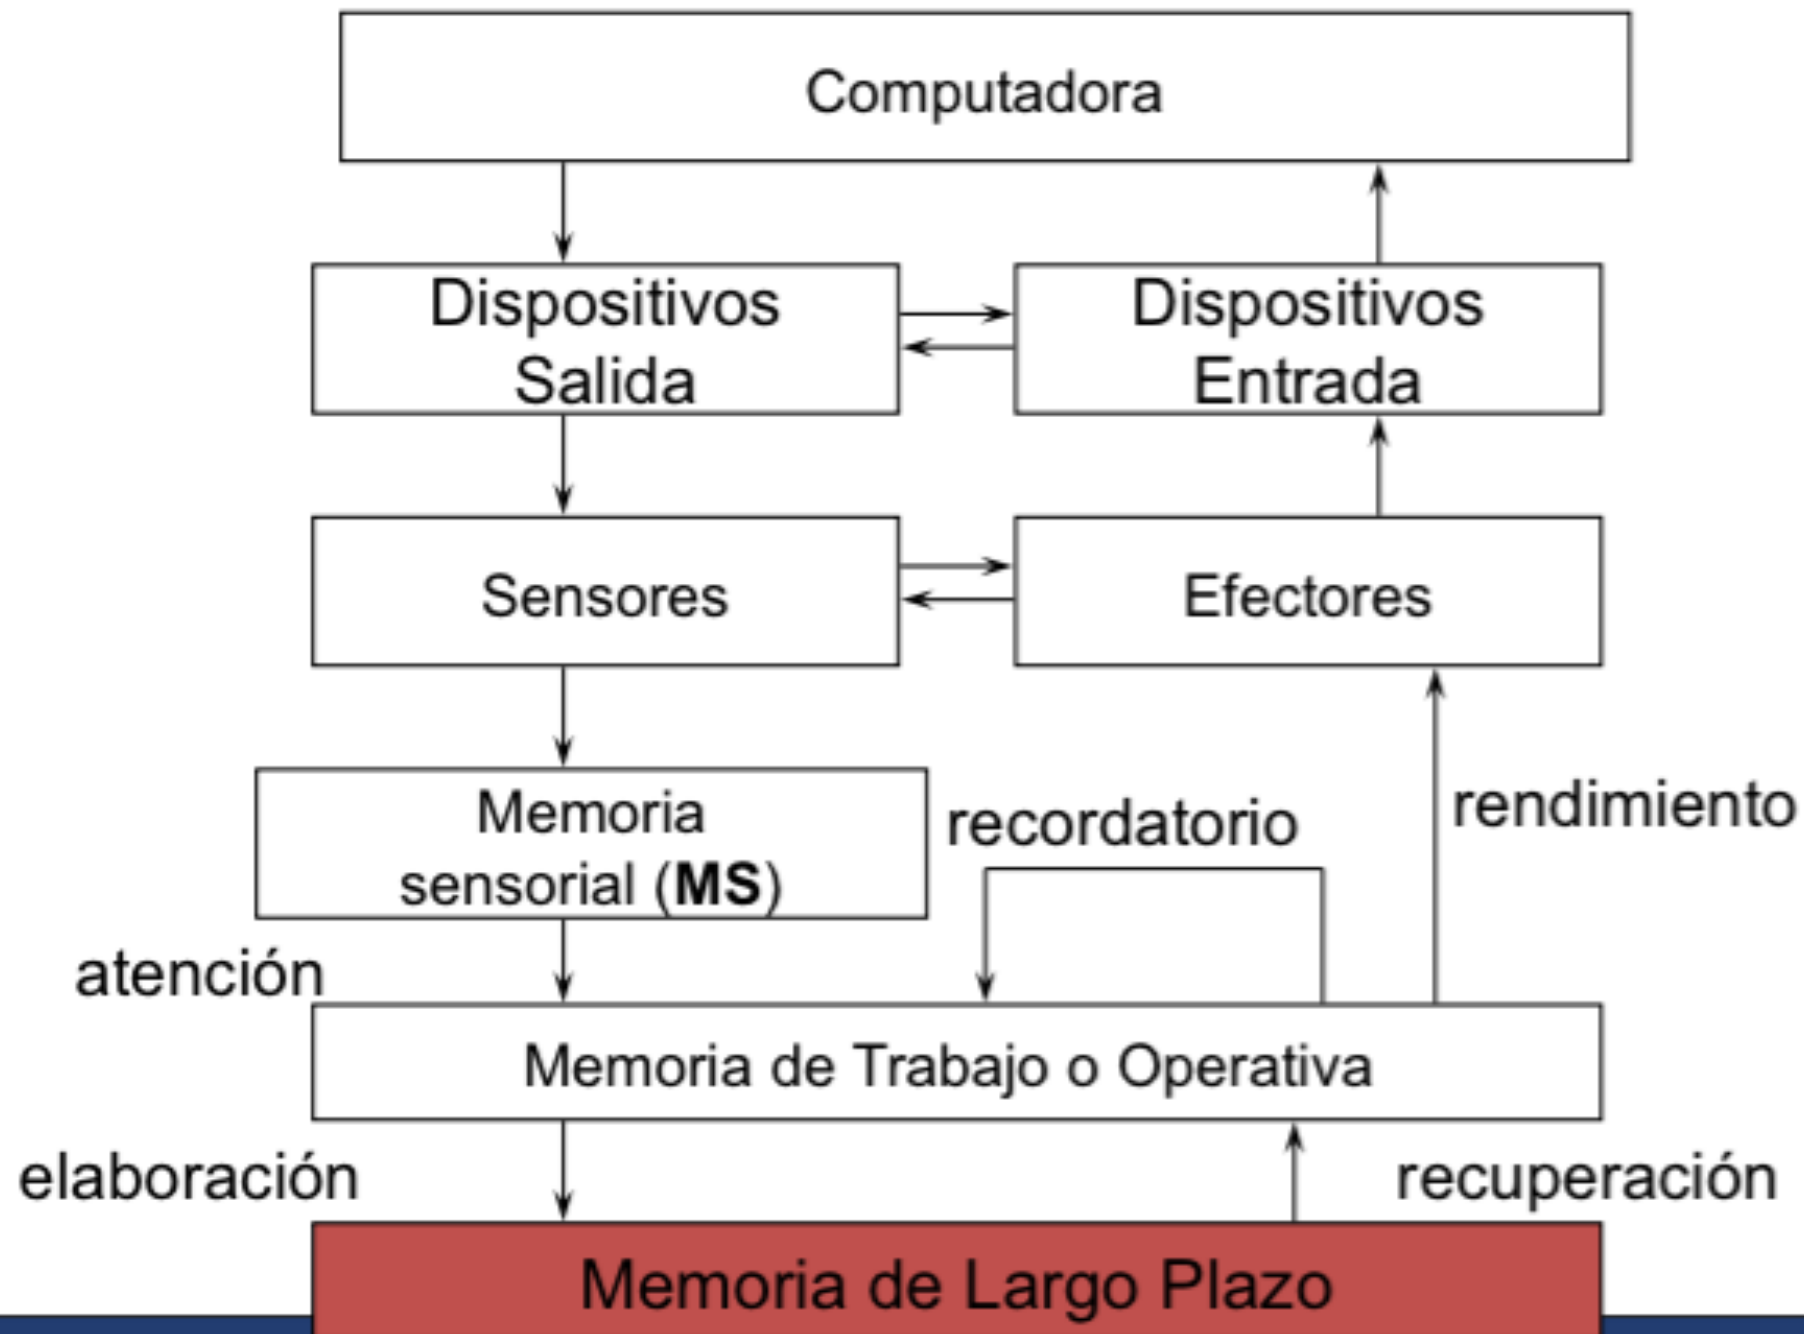 Computadora
Dispositivos
Salida
Dispositivos
Entrada
Sensores
Efectores
Memoria
sensorial (MS)
recordatorio
rendimiento
atención
Memoria de Trabajo o Operativa
elaboración
recuperación
Memoria de Largo Plazo